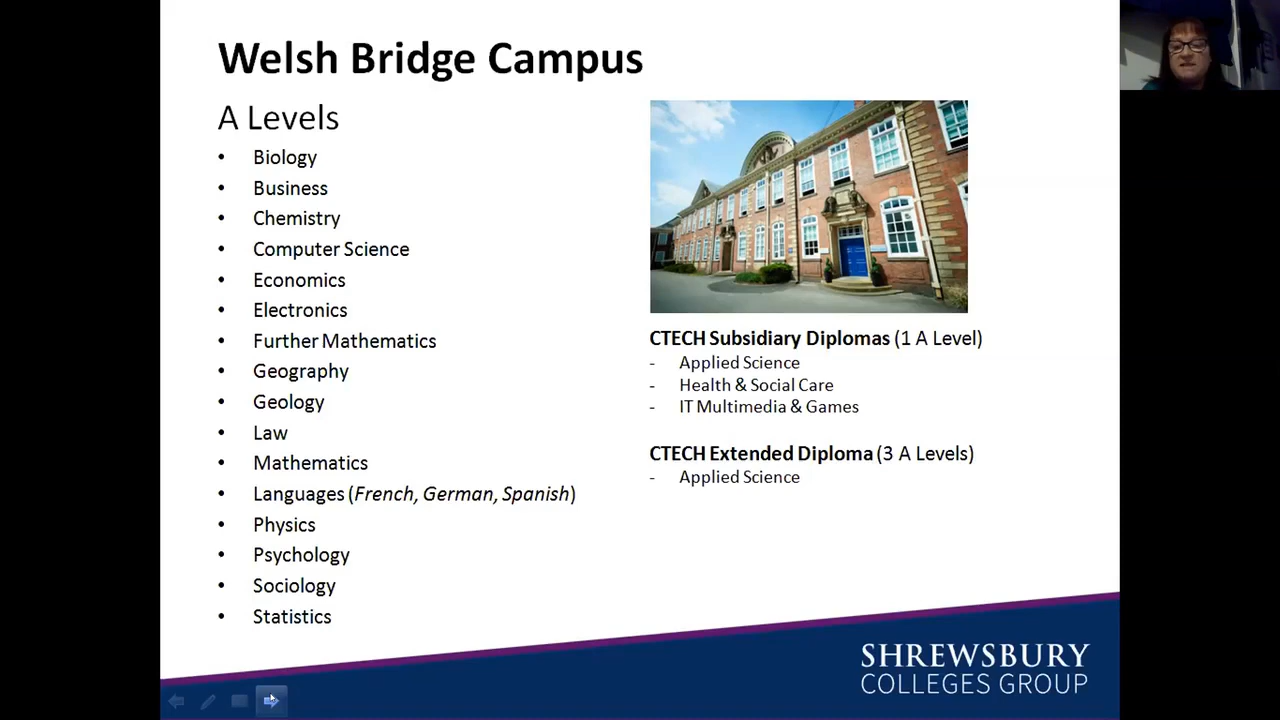 Welsh Bridge Campus
A Levels
• Biology
• Business
• Chemistry
• Computer Science
• Economics
• Electronics
• Further Mathematics
• Geography
• Geology
• Law
• Mathematics
• Languages (French, German, Spanish)
• Physics
• Psychology
• Sociology
• Statistics
CTECH Subsidiary Diplomas (1 A Level)
- Applied Science
- Health & Social Care
- IT Multimedia & Games
CTECH Extended Diploma (3 A Levels)
- Applied Science
SHREWSBURY
COLLEGES GROUP